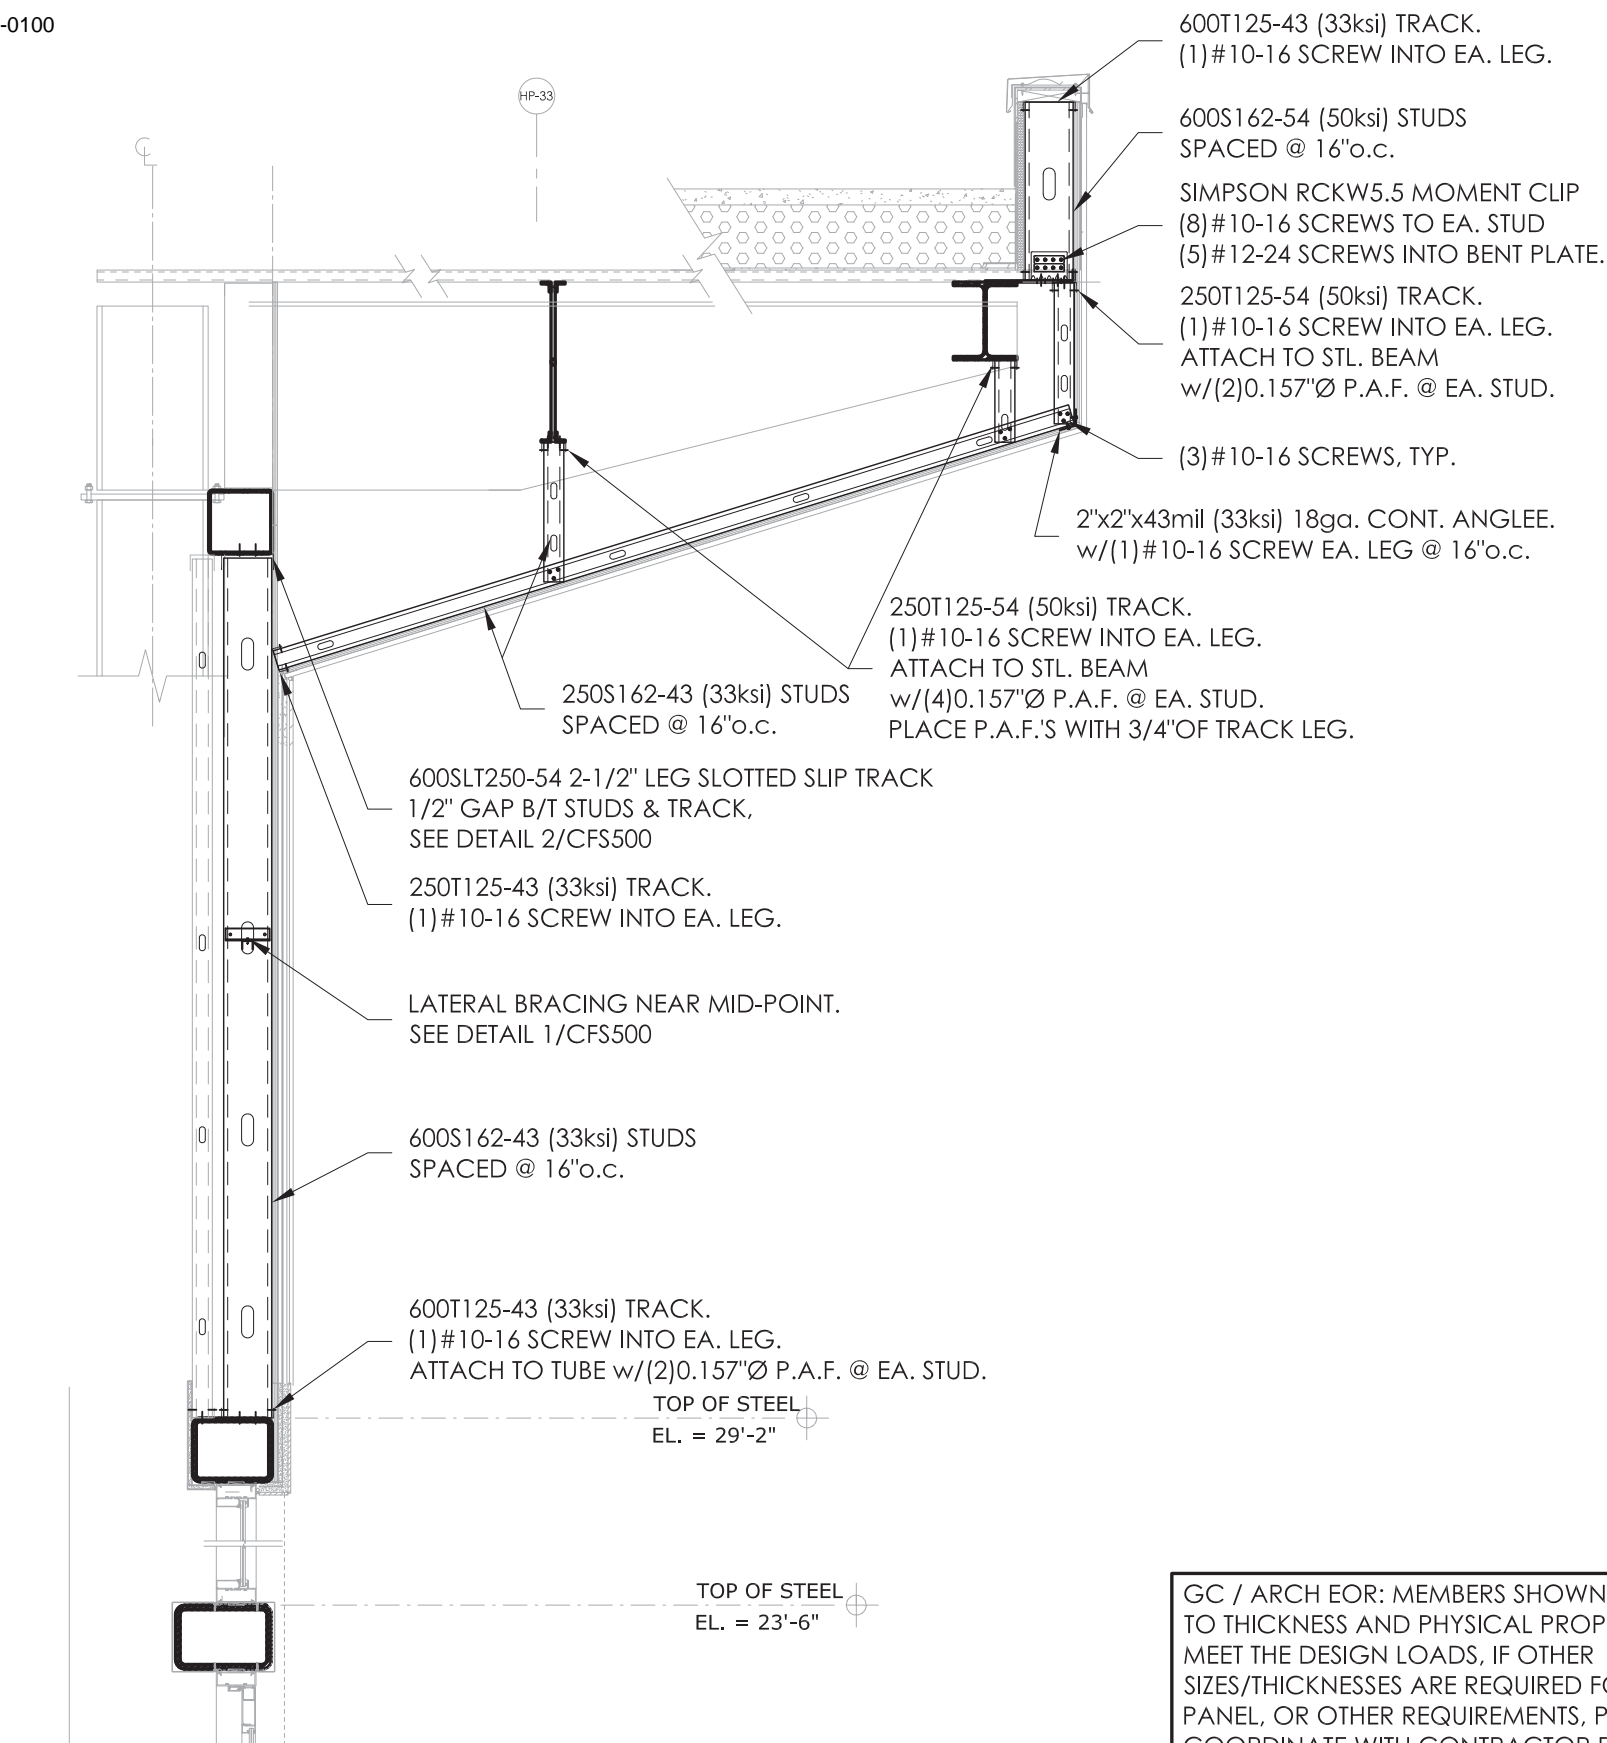 -0100
600T125-43 (33ksi) TRACK.
(1)#10-16 SCREW INTO EA. LEG.
HP-33
600S162-54 (50ksi) STUDS
SPACED @ 16"o.c.
SIMPSON RCKW5.5 MOMENT CLIP
(8)#10-16 SCREWS TO EA. STUD
(5)#12-24 SCREWS INTO BENT PLATE.
250T125-54 (50ksi) TRACK.
(1)#10-16 SCREW INTO EA. LEG.
ATTACH TO STL. BEAM
w/(2)0.157"Ø P.A.F. @ EA. STUD.
(3)#10-16 SCREWS, TYP.
2"x2"x43mil (33ksi) 18ga. CONT. ANGLEE.
w/(1)#10-16 SCREW EA. LEG @ 16"o.c.
250T125-54 (50ksi) TRACK.
(1)#10-16 SCREW INTO EA. LEG.
ATTACH TO STL. BEAM
w/(4)0.157"Ø P.A.F. @ EA. STUD.
PLACE P.A.F.'S WITH 3/4"OF TRACK LEG.
250S162-43 (33ksi) STUDS
SPACED @ 16"o.c.
600SLT250-54 2-1/2" LEG SLOTTED SLIP TRACK
1/2" GAP B/T STUDS & TRACK,
SEE DETAIL 2/CFS500
250T125-43 (33ksi) TRACK.
(1)#10-16 SCREW INTO EA. LEG.
LATERAL BRACING NEAR MID-POINT.
SEE DETAIL 1/CFS500
600S162-43 (33ksi) STUDS
SPACED @ 16"o.c.
600T125-43 (33ksi) TRACK.
(1)#10-16 SCREW INTO EA. LEG.
ATTACH TO TUBE w/(2)0.157"Ø P.A.F. @ EA. STUD.
TOP OF STEEL
EL. = 29'-2"
TOP OF STEEL
EL. = 23'-6"
GC / ARCH EOR: MEMBERS SHOWN
TO THICKNESS AND PHYSICAL PROP
MEET THE DESIGN LOADS, IF OTHER
SIZES/THICKNESSES ARE REQUIRED FO
PANEL, OR OTHER REQUIREMENTS, P
COORDINATE WITH CONTRACTOR